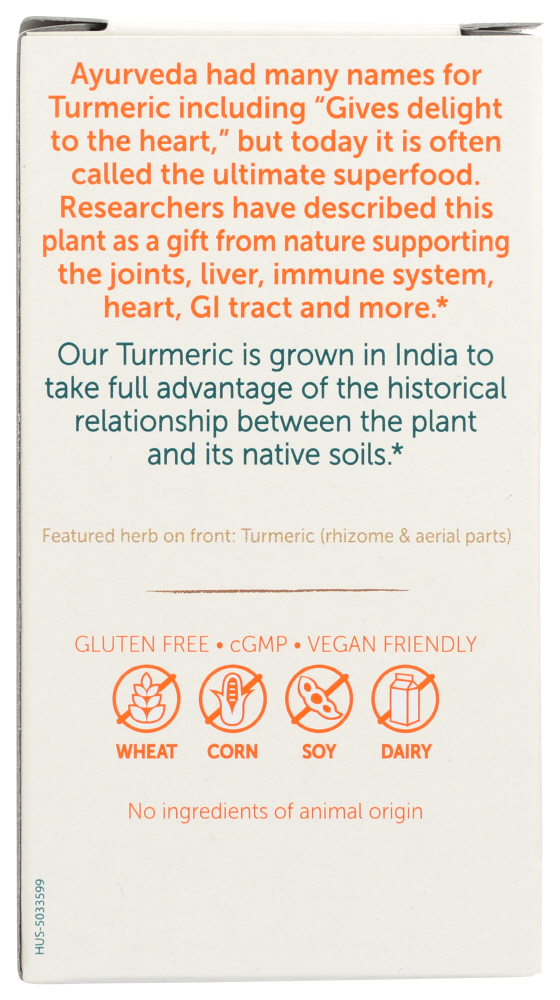 Ayurveda had many names for
Turmeric including “Gives delight
to the heart,” but today it is often
called the ultimate superfood.
Researchers have described this
plant as a gift from nature supporting
the joints, liver, immune system,
heart, GI tract and more.*
Our Turmeric is grown in India to
take full advantage of the historical
relationship between the plant
and its native soils.*
Featured herb on front: Turmeric (rhizome & aerial parts)
GLUTEN FREE • cGMP • VEGAN FRIENDLY
WHEAT CORN SOY DAIRY
No ingredients of animal origin
HUS-5033599